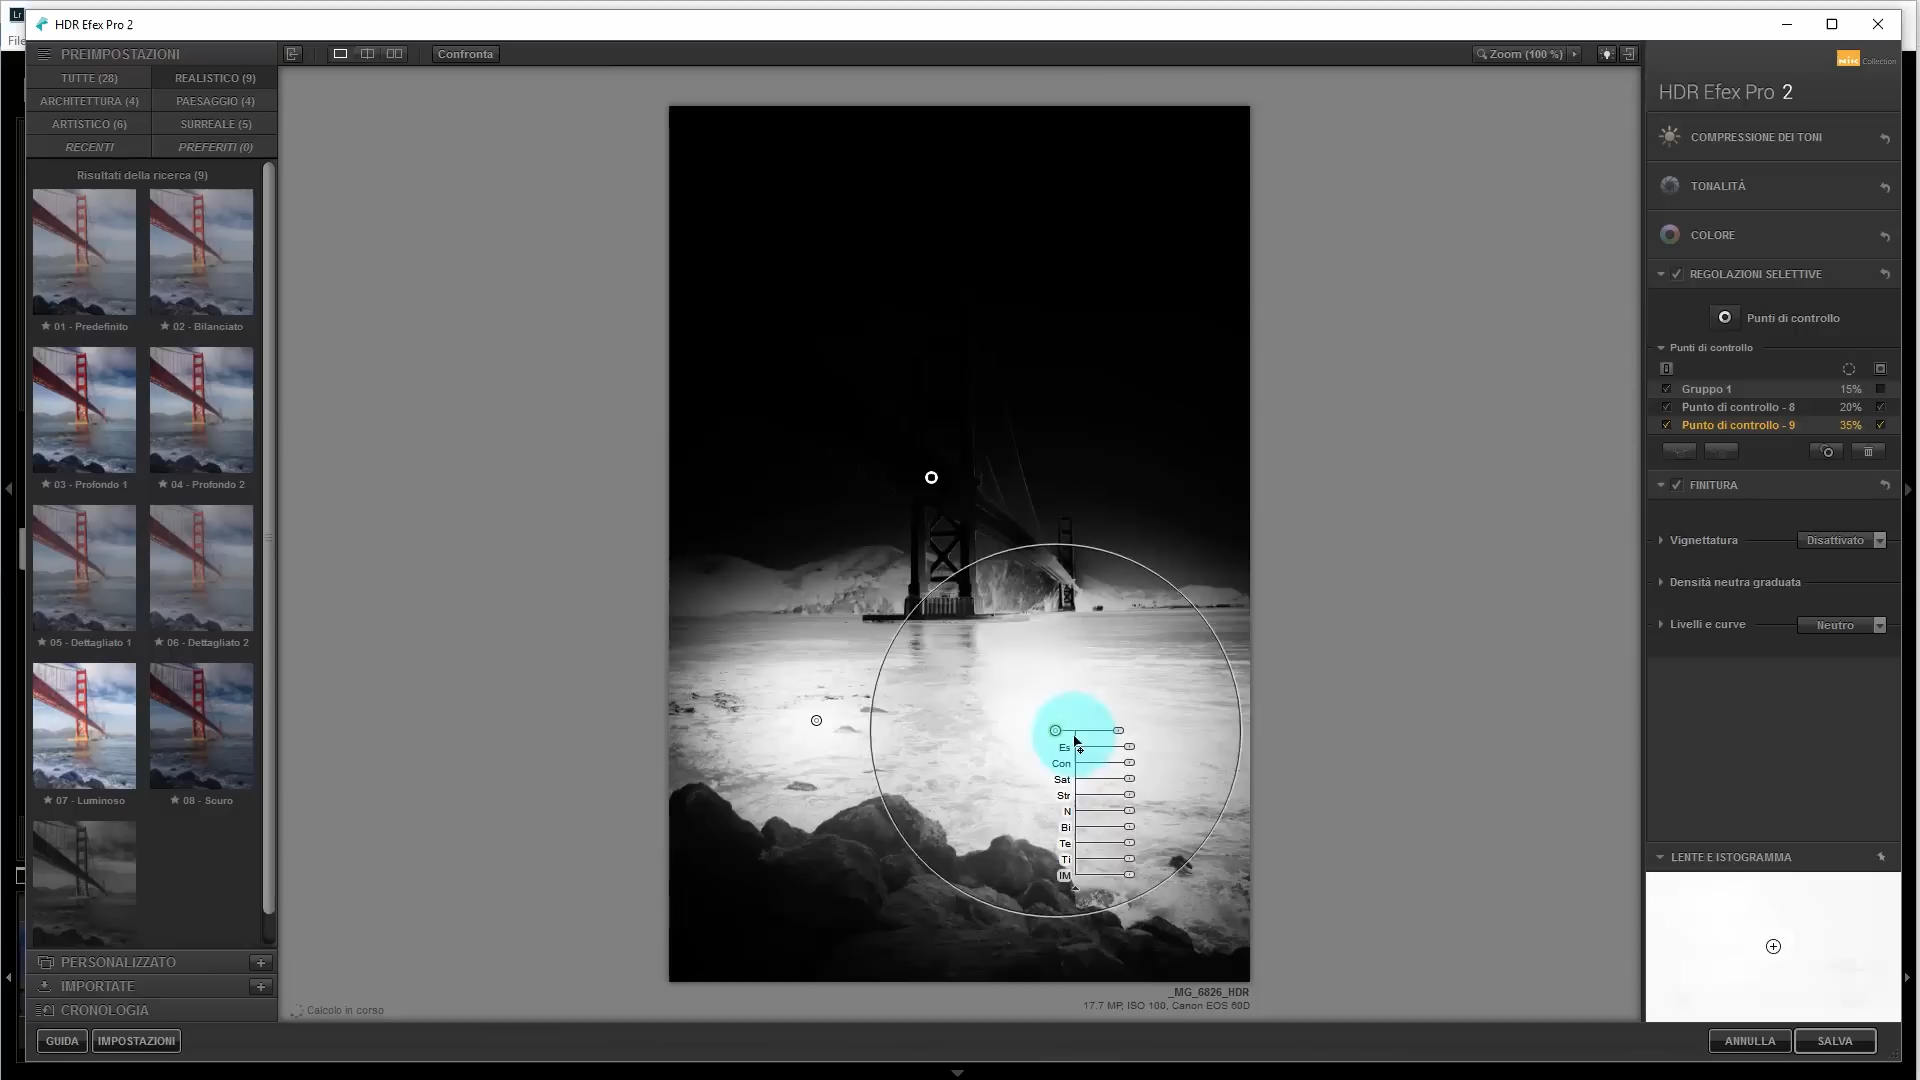 Lr
File
HDR Efex Pro 2
PREIMPOSTAZIONI
TUTTE (28)
REALISTICO (9)
ARCHITETTURA (4)
PAESAGGIO (4)
ARTISTICO (6)
SURREALE (5)
RECENTI
PREFERITI (0)
Risultati della ricerca (9)
01 - Predefinito
02 - Bilanciato
03 - Profondo 1
04 - Profondo 2
05 - Dettagliato 1
06 - Dettagliato 2
07 - Luminoso
08 - Scuro
PERSONALIZZATO
IMPORTATE
CRONOLOGIA
GUIDA
IMPOSTAZIONI
Confronta
Zoom (100 %)
Es
Con
Sat
Str
N
Bi
Te
Ti
IM
Calcolo in corso
_MG_6826_HDR
17.7 MP, ISO 100, Canon EOS 60D
NIK Collection
HDR Efex Pro 2
COMPRESSIONE DEI TONI
TONALITÀ
COLORE
REGOLAZIONI SELETTIVE
Punti di controllo
Punti di controllo
Gruppo 1 15%
Punto di controllo - 8 20%
Punto di controllo - 9 35%
FINITURA
Vignettatura Disattivato
Densità neutra graduata
Livelli e curve Neutro
LENTE E ISTOGRAMMA
ANNULLA
SALVA